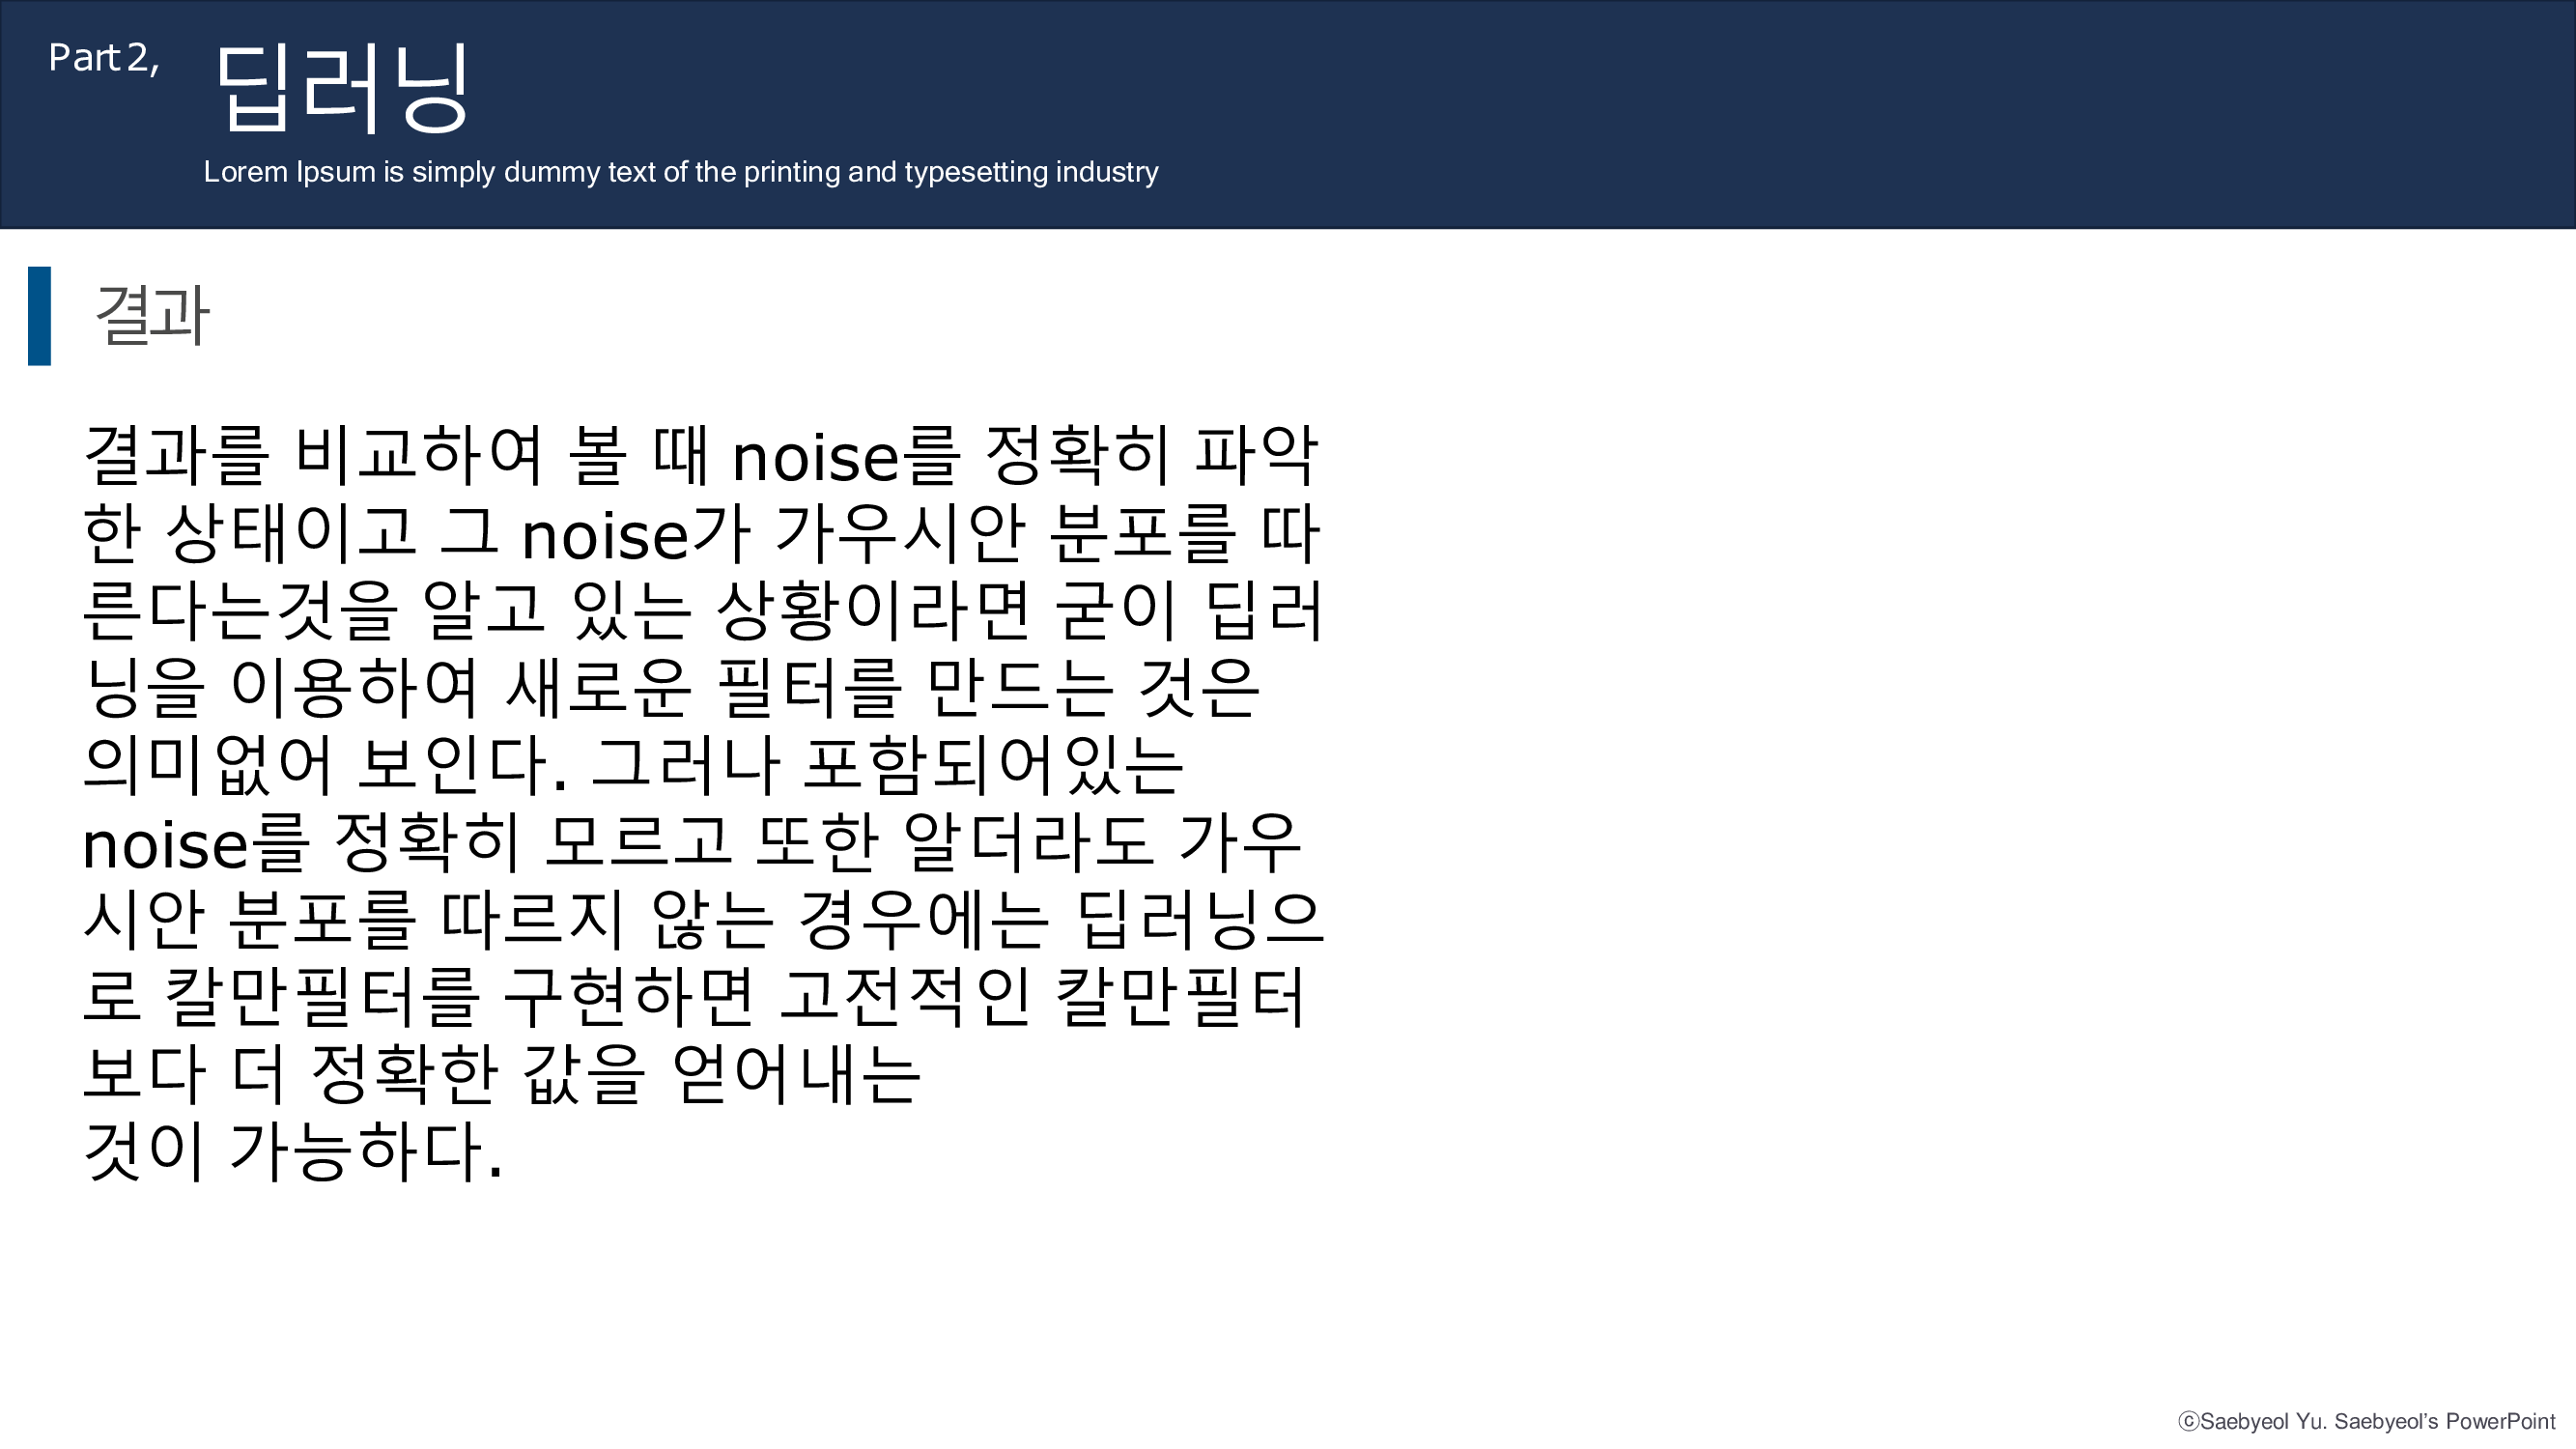 Part 2,
딥러닝
Lorem Ipsum is simply dummy text of the printing and typesetting industry
결과
결과를 비교하여 볼 때 noise를 정확히 파악
한 상태이고 그 noise가 가우시안 분포를 따
른다는것을 알고 있는 상황이라면 굳이 딥러
닝을 이용하여 새로운 필터를 만드는 것은
의미없어 보인다. 그러나 포함되어있는
noise를 정확히 모르고 또한 알더라도 가우
시안 분포를 따르지 않는 경우에는 딥러닝으
로 칼만필터를 구현하면 고전적인 칼만필터
보다 더 정확한 값을 얻어내는
것이 가능하다.
ⓒSaebyeol Yu. Saebyeol’s PowerPoint